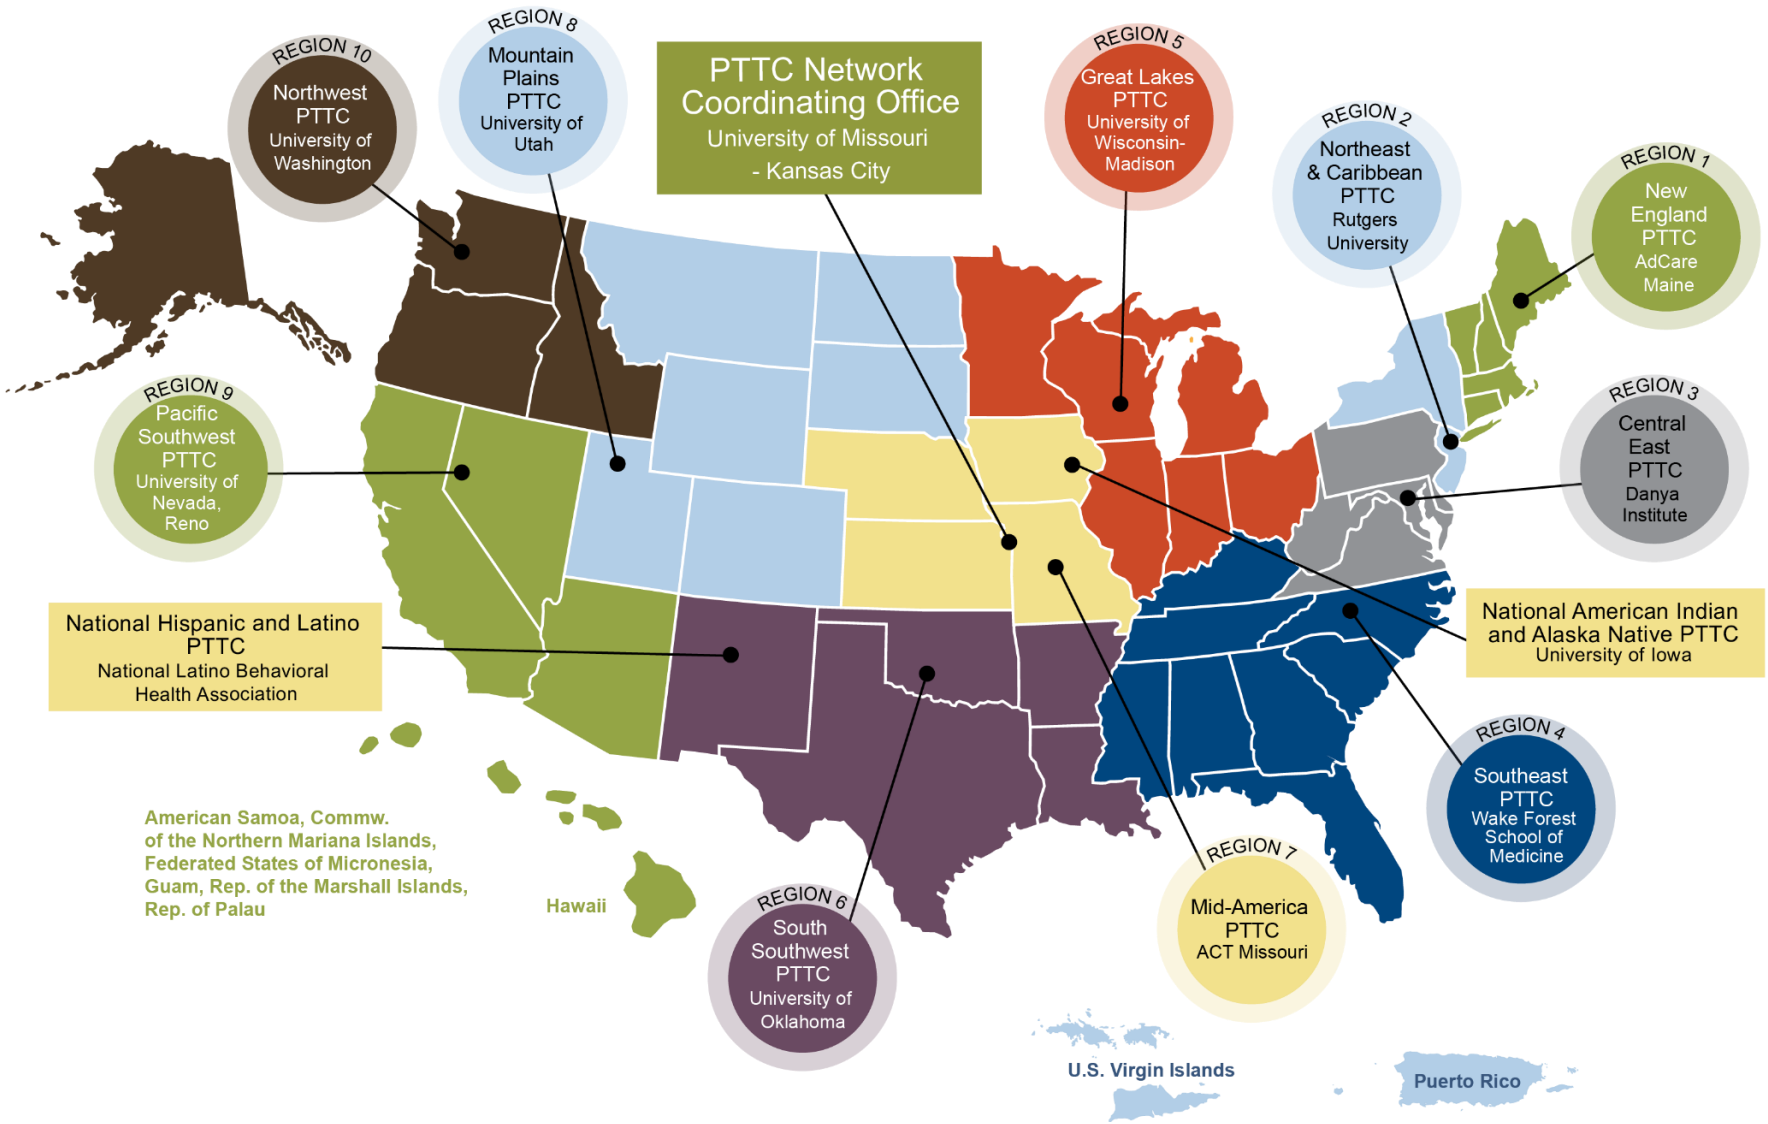 REGION 10
Northwest
PTTC
University of
Washington
REGION 8
Mountain
Plains
PTTC
University of
Utah
PTTC Network
Coordinating Office
University of Missouri
- Kansas City
REGION 5
Great Lakes
PTTC
University of
Wisconsin-
Madison
REGION 2
Northeast
& Caribbean
PTTC
Rutgers
University
REGION 1
New
England
PTTC
AdCare
Maine
REGION 9
Pacific
Southwest
PTTC
University of
Nevada,
Reno
REGION 3
Central
East
PTTC
Danya
Institute
National Hispanic and Latino
PTTC
National Latino Behavioral
Health Association
National American Indian
and Alaska Native PTTC
University of Iowa
REGION 4
Southeast
PTTC
Wake Forest
School of
Medicine
American Samoa, Commw.
of the Northern Mariana Islands,
Federated States of Micronesia,
Guam, Rep. of the Marshall Islands,
Rep. of Palau
Hawaii
REGION 6
South
Southwest
PTTC
University of
Oklahoma
REGION 7
Mid-America
PTTC
ACT Missouri
U.S. Virgin Islands
Puerto Rico